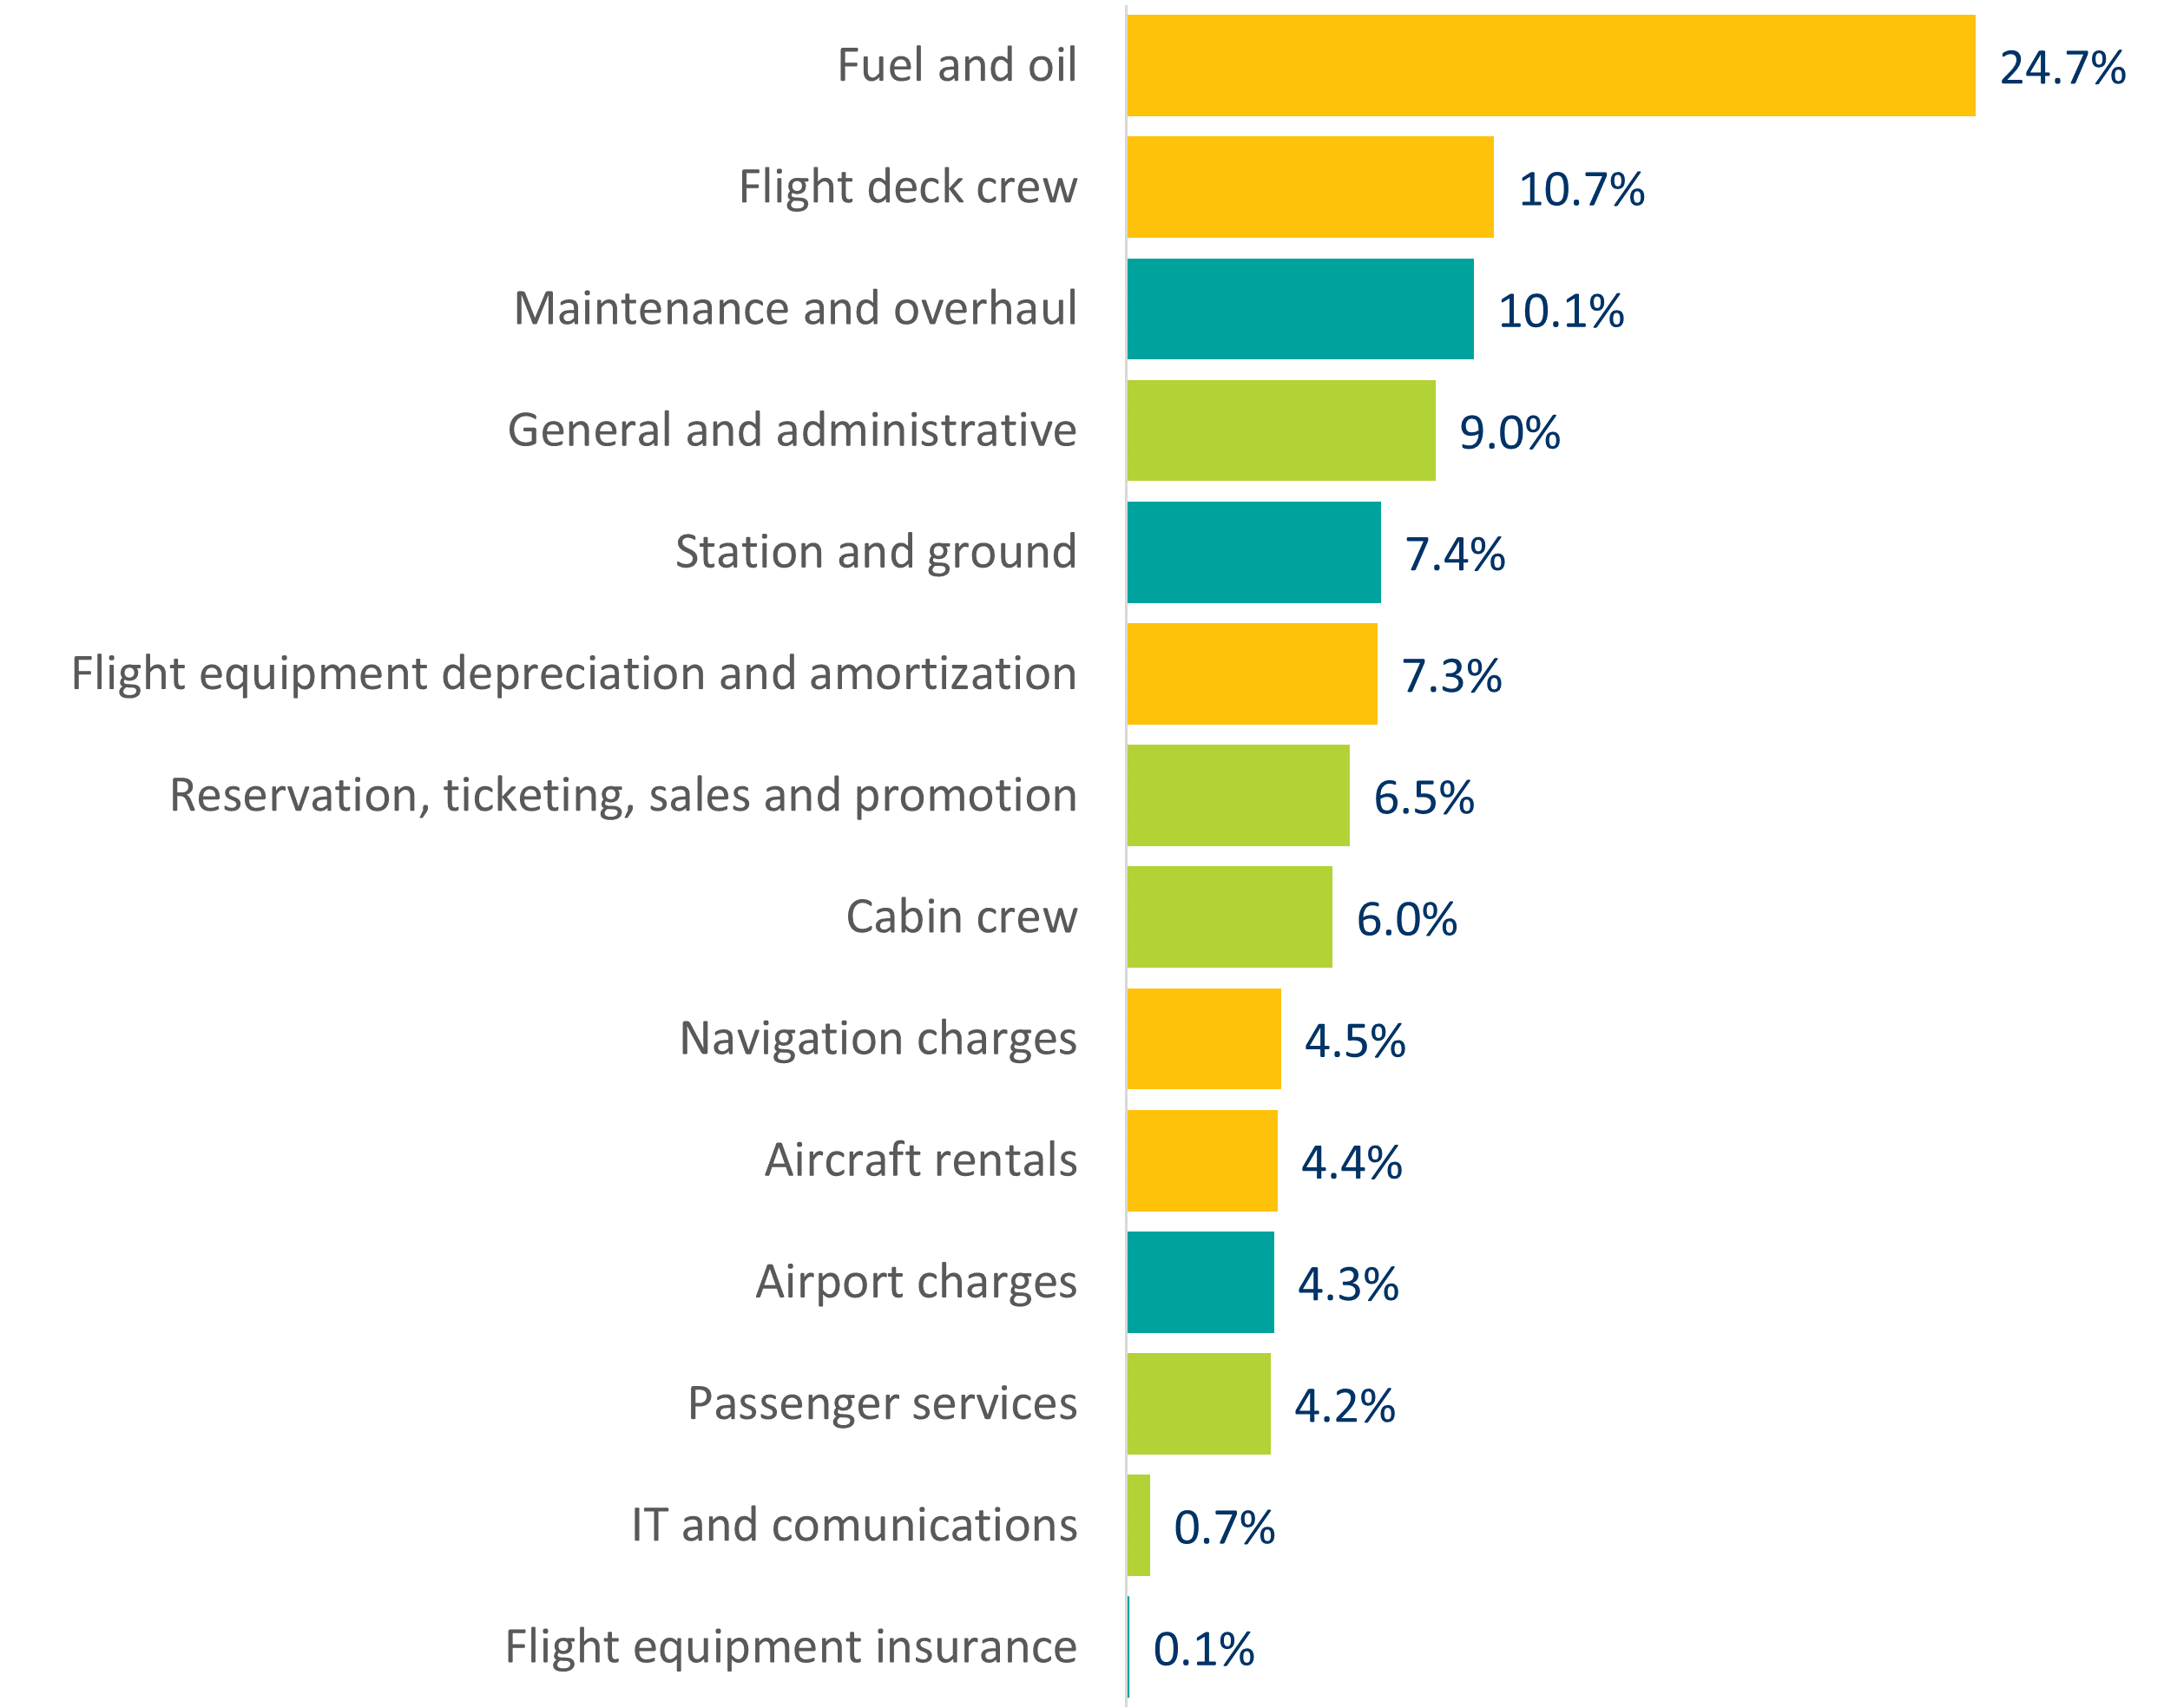 Fuel and oil 24.7%
Flight deck crew 10.7%
Maintenance and overhaul 10.1%
General and administrative 9.0%
Station and ground 7.4%
Flight equipment depreciation and amortization 7.3%
Reservation, ticketing, sales and promotion 6.5%
Cabin crew 6.0%
Navigation charges 4.5%
Aircraft rentals 4.4%
Airport charges 4.3%
Passenger services 4.2%
IT and comunications 0.7%
Flight equipment insurance 0.1%